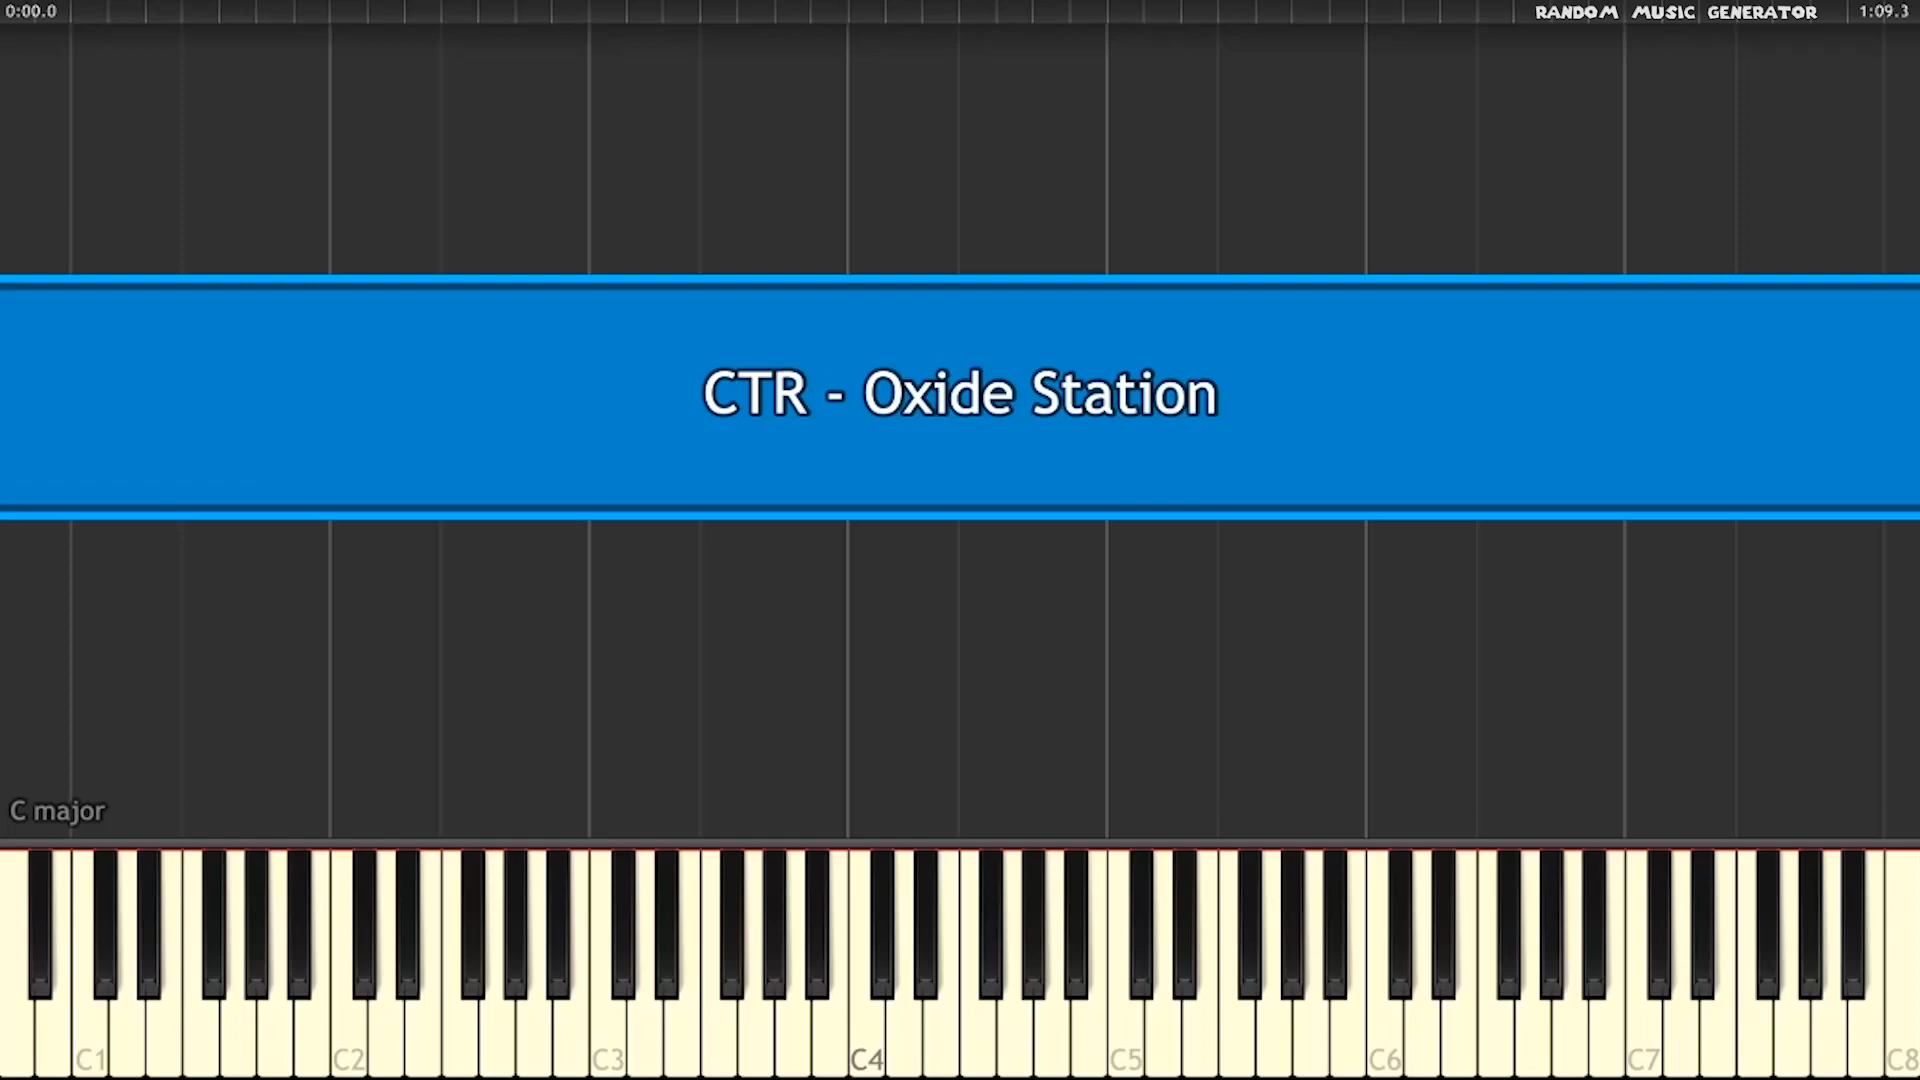 0:00.0
RANDOM MUSIC GENERATOR
1:09.3
CTR - Oxide Station
C major
C1 C2 C3 C4 C5 C6 C7 C8